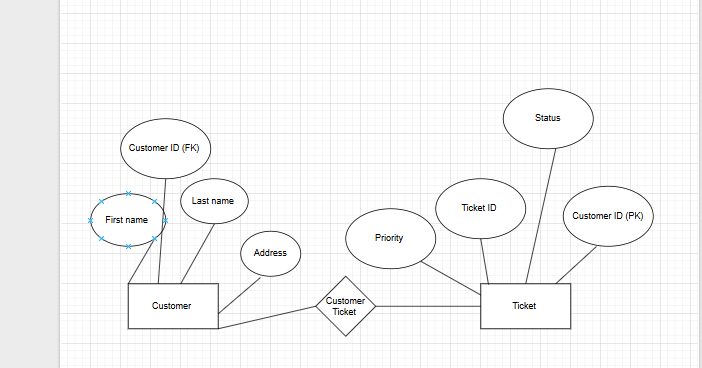 Status
Customer ID (FK)
Last name
Ticket ID
Customer ID (PK)
First name
Priority
Address
Customer
Customer
Ticket
Ticket